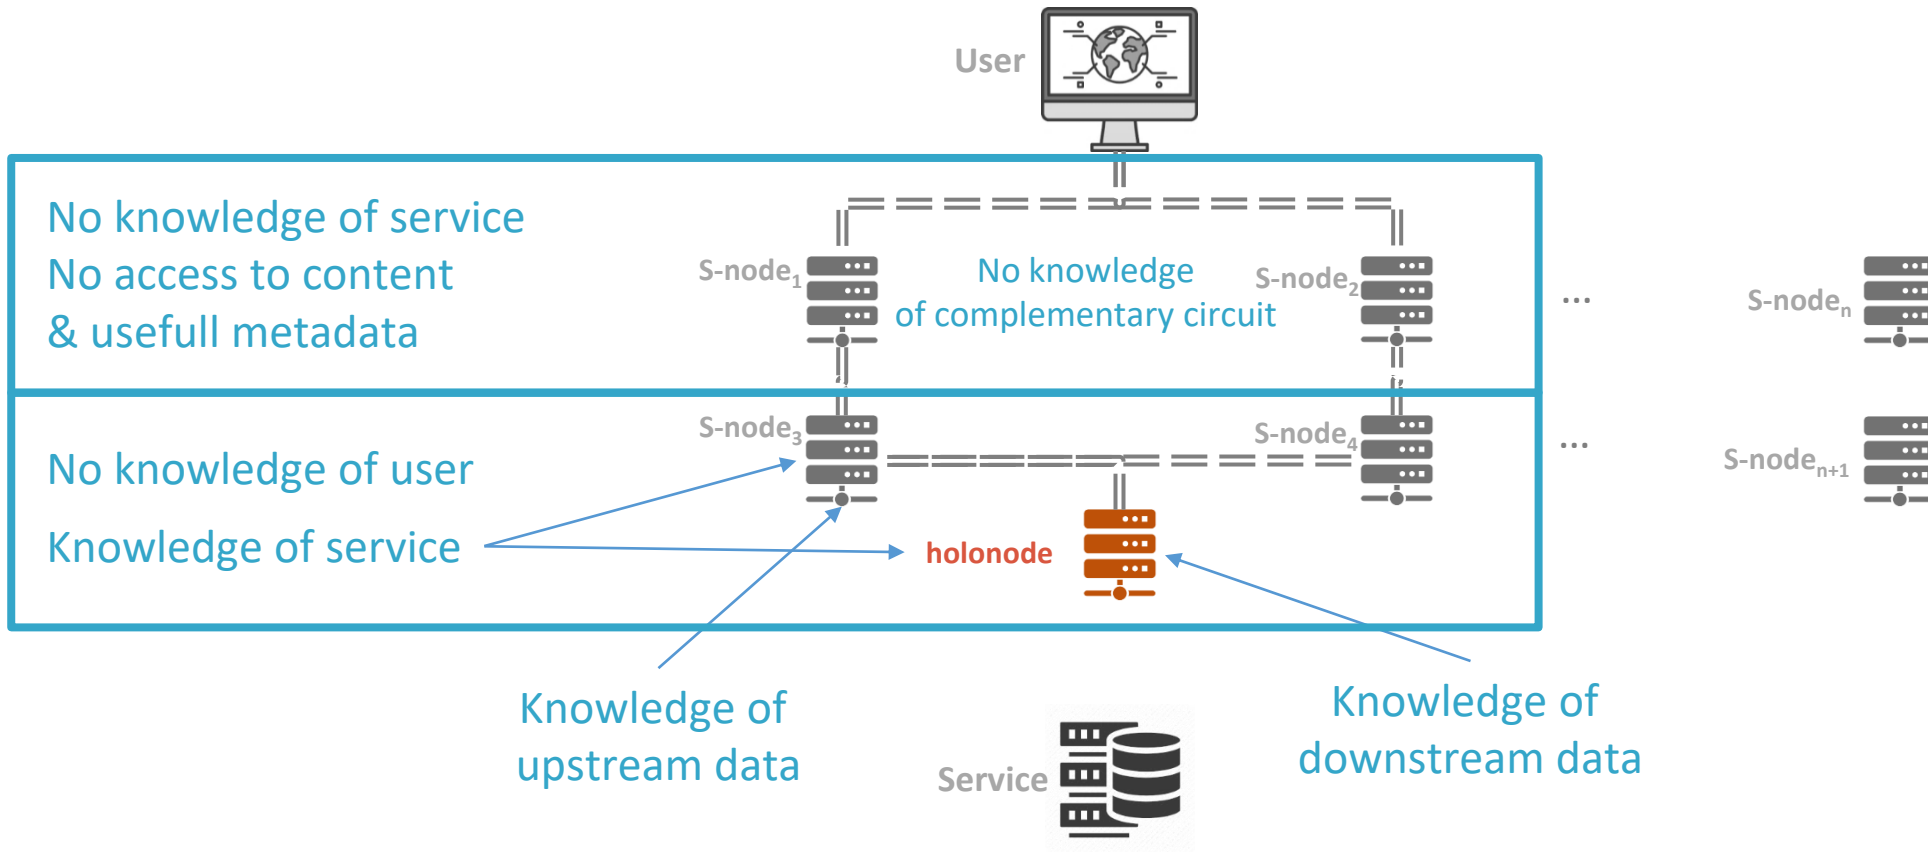 User
No knowledge of service
No access to content
& usefull metadata
S-node1
No knowledge
of complementary circuit
S-node2
...
S-noden
S-node3
S-node4
...
S-noden+1
No knowledge of user
Knowledge of service
holonode
Knowledge of
upstream data
Knowledge of
downstream data
Service